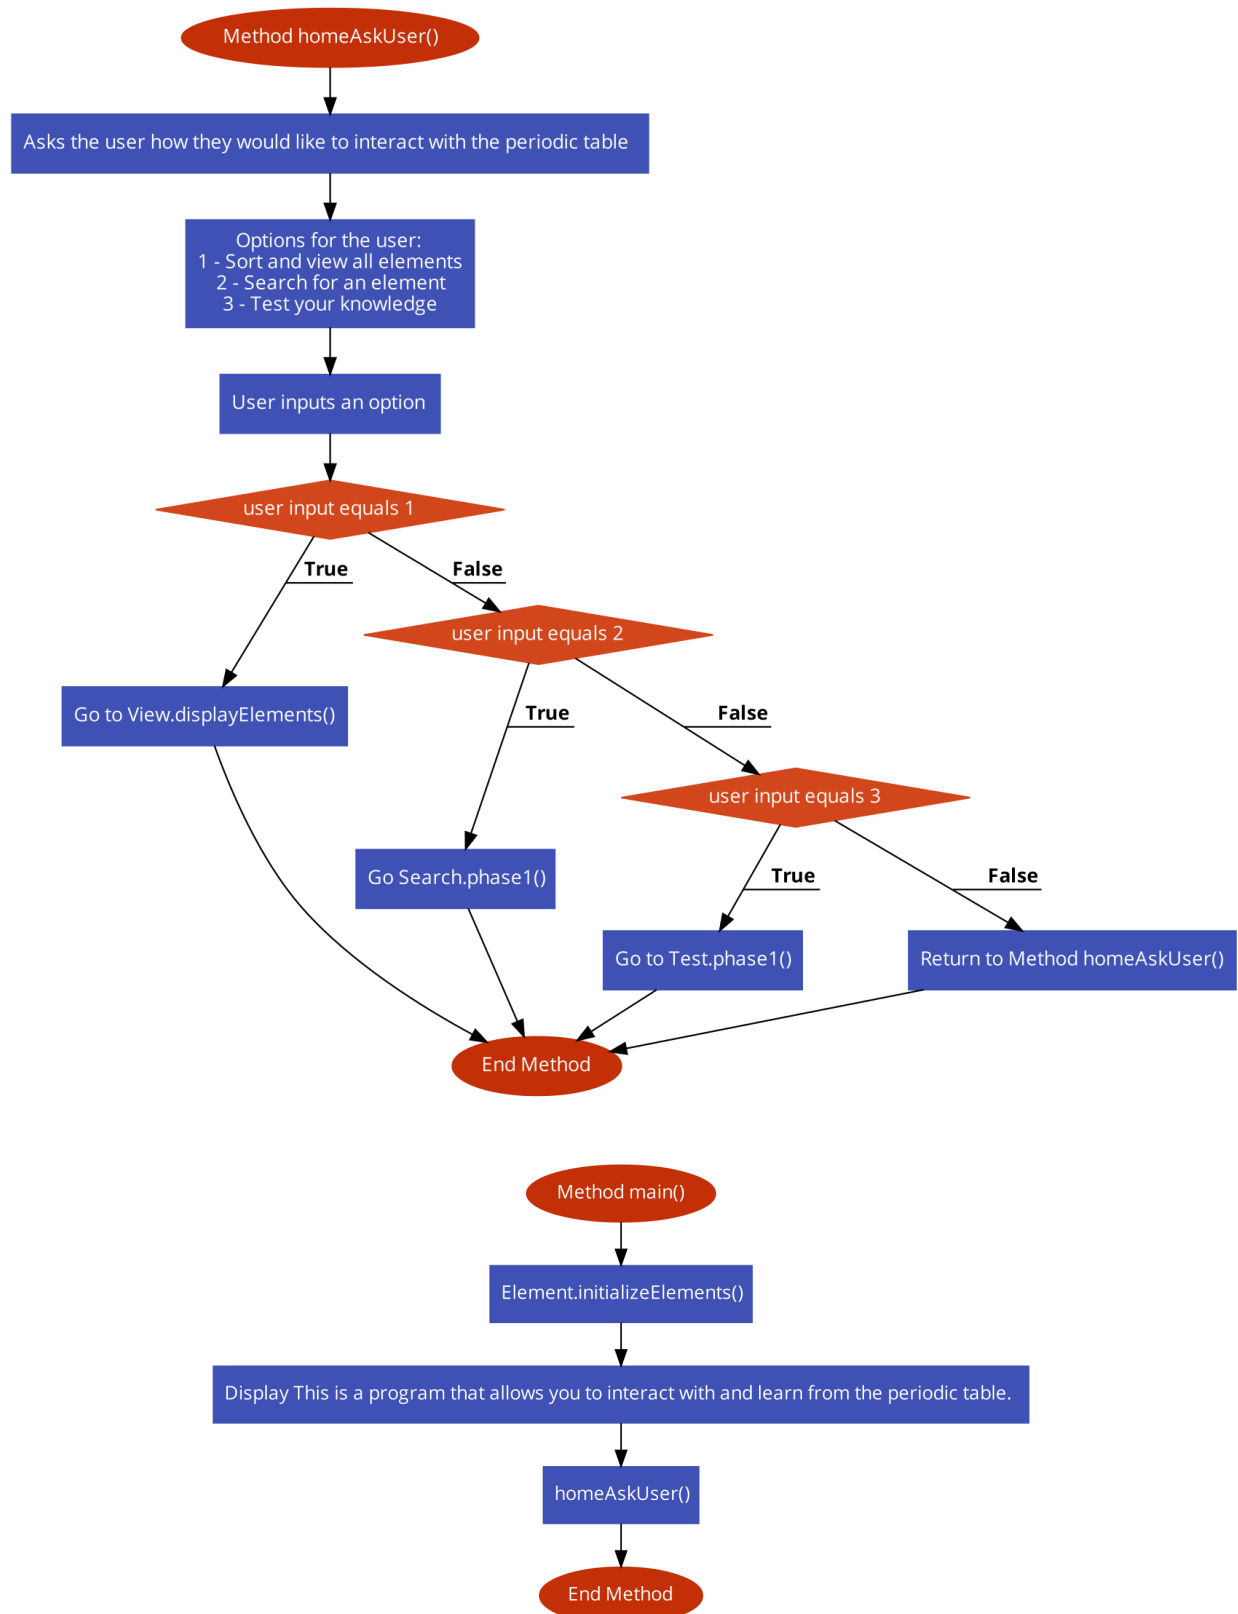 Method homeAskUser()
Asks the user how they would like to interact with the periodic table
Options for the user:
1 - Sort and view all elements
2 - Search for an element
3 - Test your knowledge
User inputs an option
user input equals 1
True
False
user input equals 2
Go to View.displayElements()
True
False
user input equals 3
Go Search.phase1()
True
False
Go to Test.phase1()
Return to Method homeAskUser()
End Method
Method main()
Element.initializeElements()
Display This is a program that allows you to interact with and learn from the periodic table.
homeAskUser()
End Method